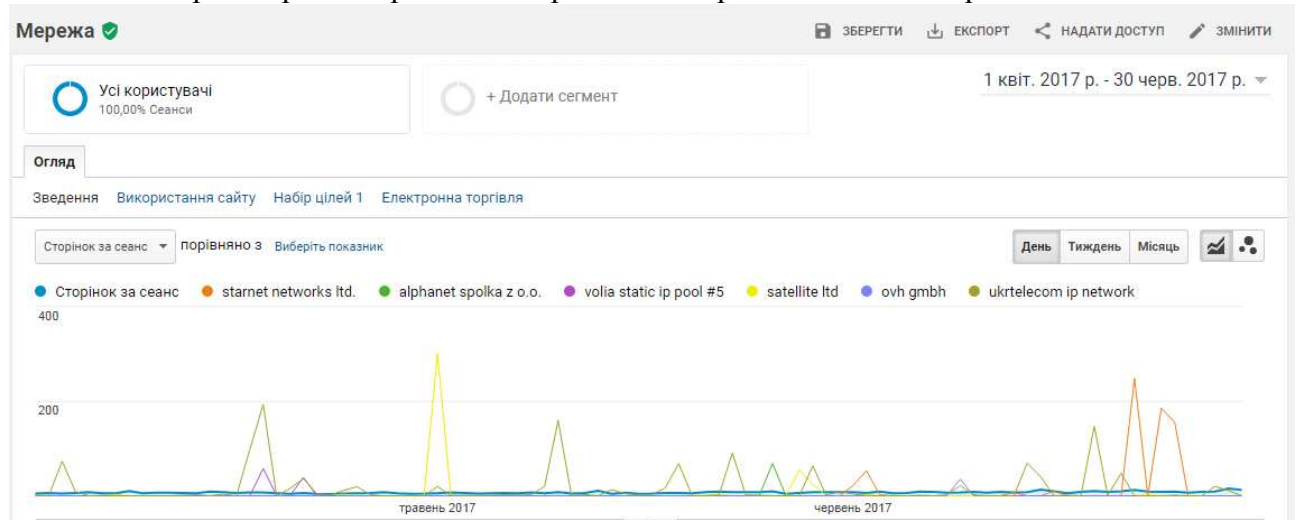 Мережа
ЗБЕРЕГТИ ЕКСПОРТ НАДАТИ ДОСТУП ЗМІНИТИ
Усі користувачі
100,00% Сеанси
+ Додати сегмент
1 квіт. 2017 р. - 30 черв. 2017 р.
Огляд
Зведення Використання сайту Набір цілей 1 Електронна торгівля
Сторінок за сеанс порівняно з Виберіть показник
День Тиждень Місяць
Сторінок за сеанс starnet networks ltd. alphanet spolka z o.o. volia static ip pool #5 satellite ltd ovh gmbh ukrtelecom ip network
400
200
травень 2017 червень 2017